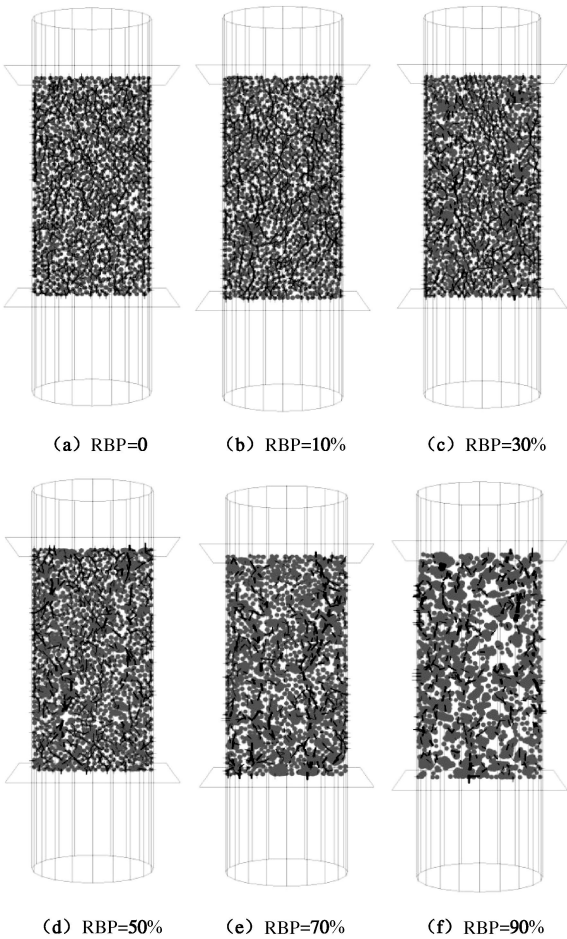 （a）RBP=0
（b）RBP=10%
（c）RBP=30%
（d）RBP=50%
（e）RBP=70%
（f）RBP=90%